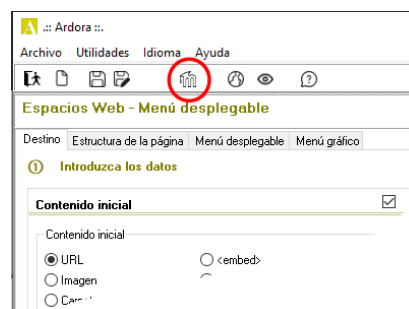 .:: Ardora ::.
Archivo Utilidades Idioma Ayuda
Espacios Web - Menú desplegable
Destino Estructura de la página Menú desplegable Menú gráfico
1 Introduzca los datos
Contenido inicial
Contenido inicial
URL <embed>
Imagen